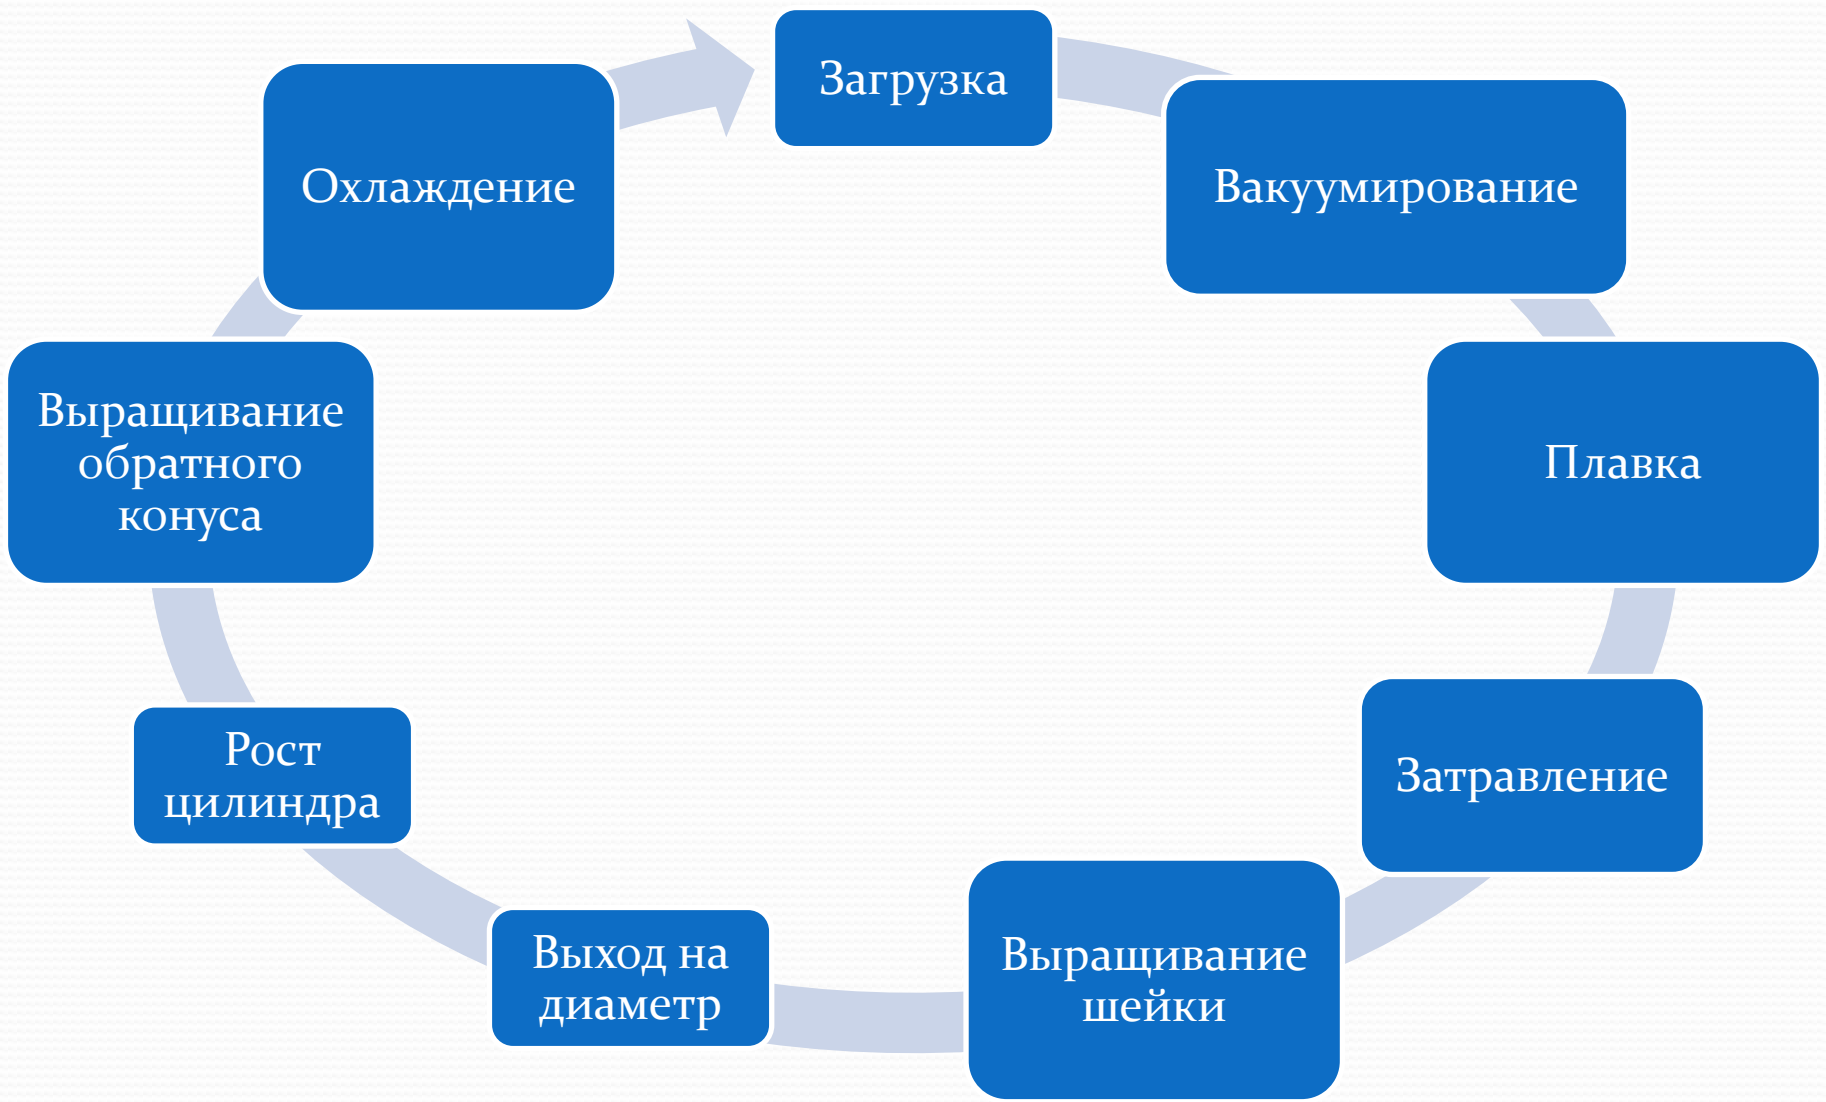 Загрузка
Вакуумирование
Плавка
Затравление
Выращивание
шейки
Выход на
диаметр
Рост
цилиндра
Выращивание
обратного
конуса
Охлаждение